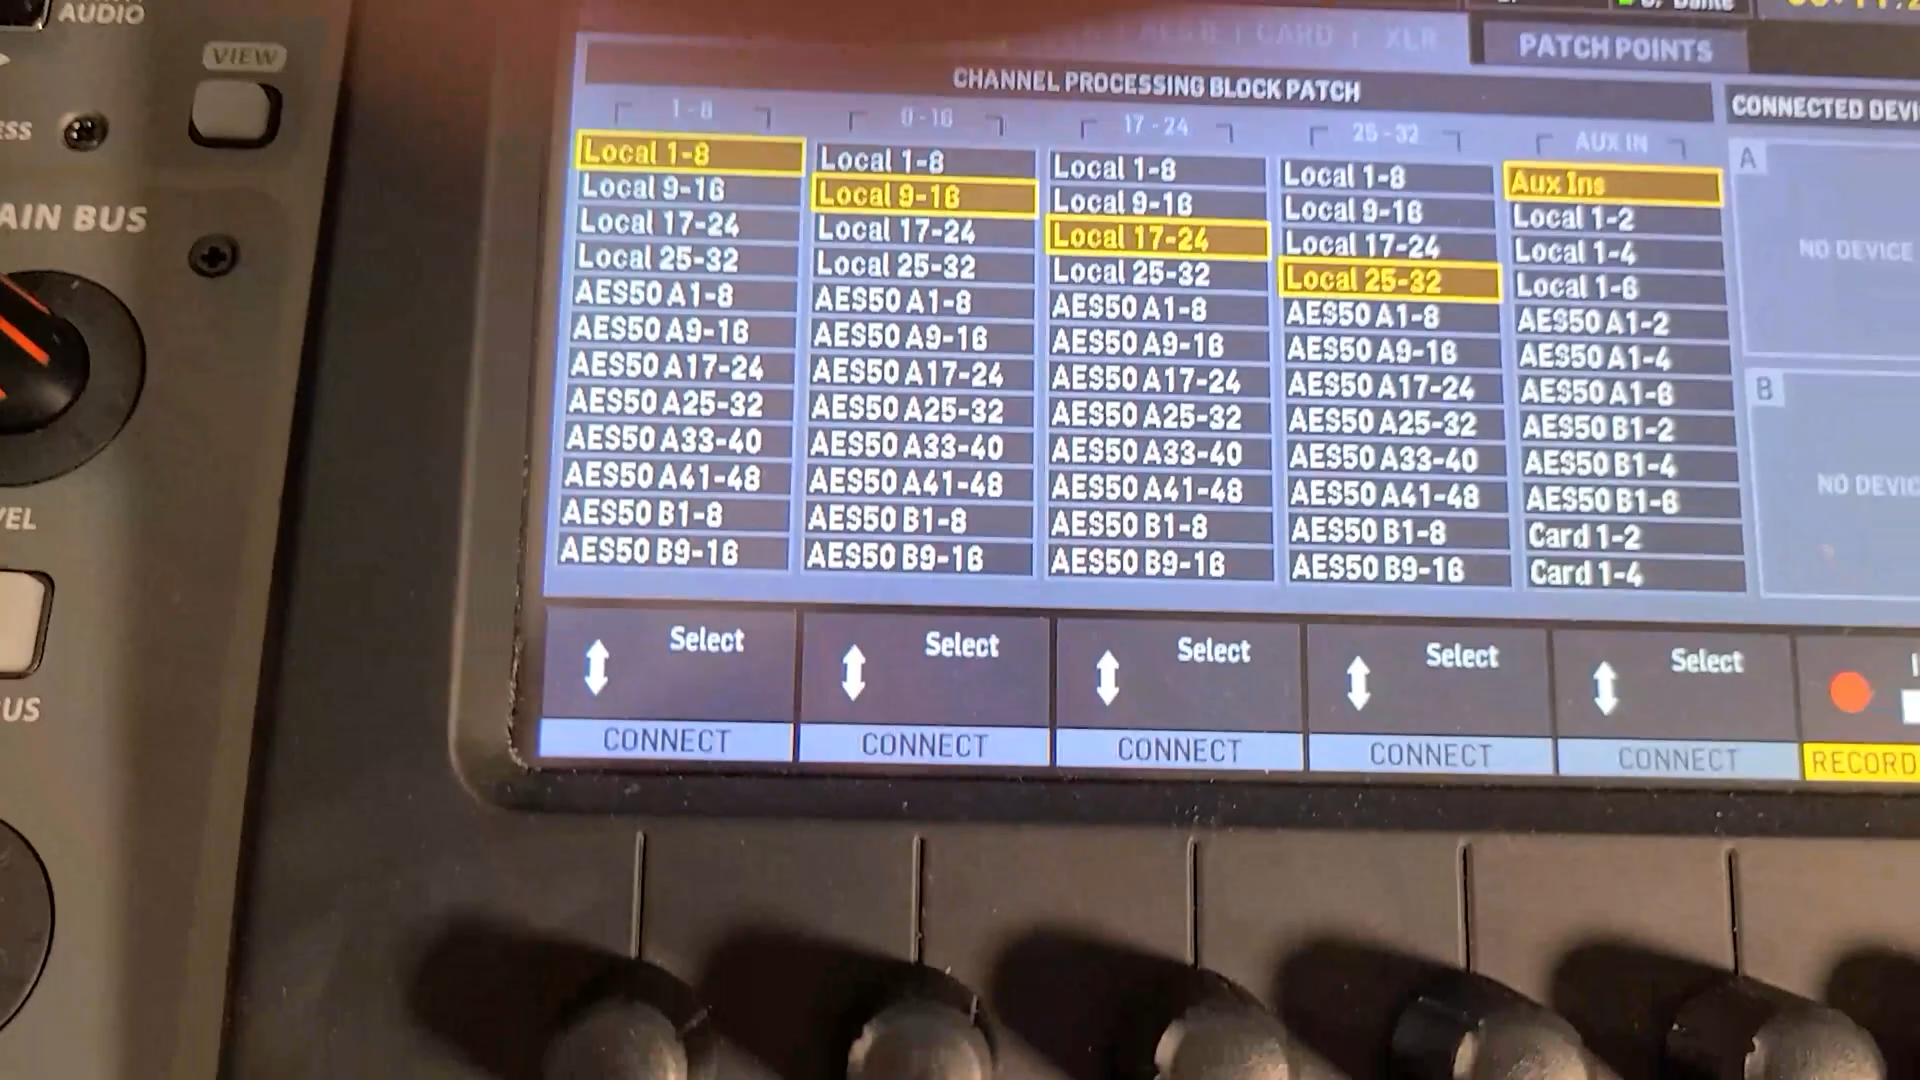 AUDIO
VIEW
ESS
AIN BUS
VEL
US
Dante
AES B | CARD | XLR
PATCH POINTS
CHANNEL PROCESSING BLOCK PATCH
CONNECTED DEVI
1-8
9-16
17-24
25-32
AUX IN
Local 1-8
Local 9-16
Local 17-24
Local 25-32
AES50 A1-8
AES50 A9-16
AES50 A17-24
AES50 A25-32
AES50 A33-40
AES50 A41-48
AES50 B1-8
AES50 B9-16
Local 1-8
Local 9-16
Local 17-24
Local 25-32
AES50 A1-8
AES50 A9-16
AES50 A17-24
AES50 A25-32
AES50 A33-40
AES50 A41-48
AES50 B1-8
AES50 B9-16
Local 1-8
Local 9-16
Local 17-24
Local 25-32
AES50 A1-8
AES50 A9-16
AES50 A17-24
AES50 A25-32
AES50 A33-40
AES50 A41-48
AES50 B1-8
AES50 B9-16
Local 1-8
Local 9-16
Local 17-24
Local 25-32
AES50 A1-8
AES50 A9-16
AES50 A17-24
AES50 A25-32
AES50 A33-40
AES50 A41-48
AES50 B1-8
AES50 B9-16
Aux Ins
Local 1-2
Local 1-4
Local 1-6
AES50 A1-2
AES50 A1-4
AES50 A1-6
AES50 B1-2
AES50 B1-4
AES50 B1-6
Card 1-2
Card 1-4
A
NO DEVICE
B
NO DEVIC
Select
Select
Select
Select
Select
CONNECT
CONNECT
CONNECT
CONNECT
CONNECT
RECORD